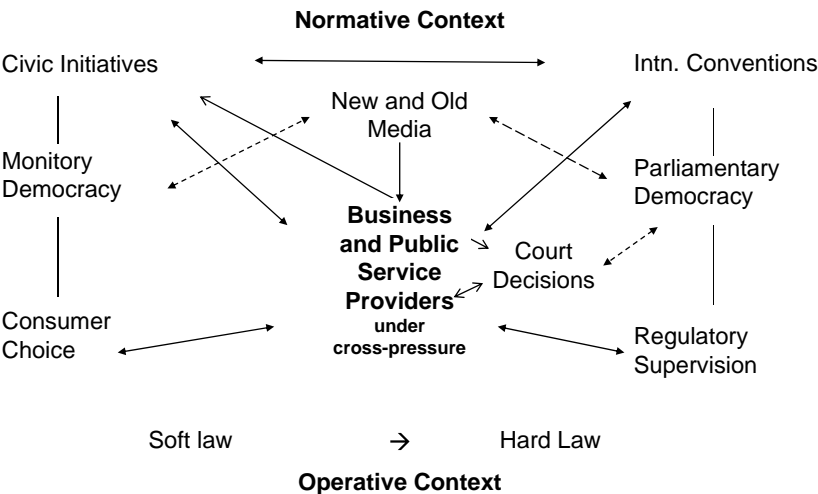 Normative Context
Civic Initiatives
Intn. Conventions
New and Old
Media
Monitory
Democracy
Parliamentary
Democracy
Business
and Public
Service
Providers
under
cross-pressure
Court
Decisions
Consumer
Choice
Regulatory
Supervision
Soft law → Hard Law
Operative Context